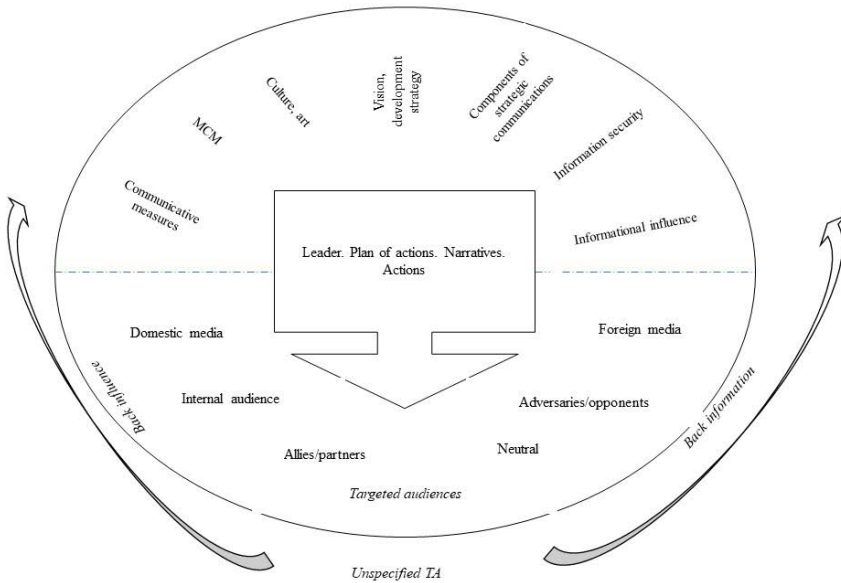 Communicative
measures
MCM
Culture, art
Vision,
development
strategy
Components of
strategic
communications
Information security
Informational influence
Leader. Plan of actions. Narratives.
Actions
Domestic media
Foreign media
Back influence
Internal audience
Adversaries/opponents
Back information
Allies/partners
Neutral
Targeted audiences
Unspecified TA